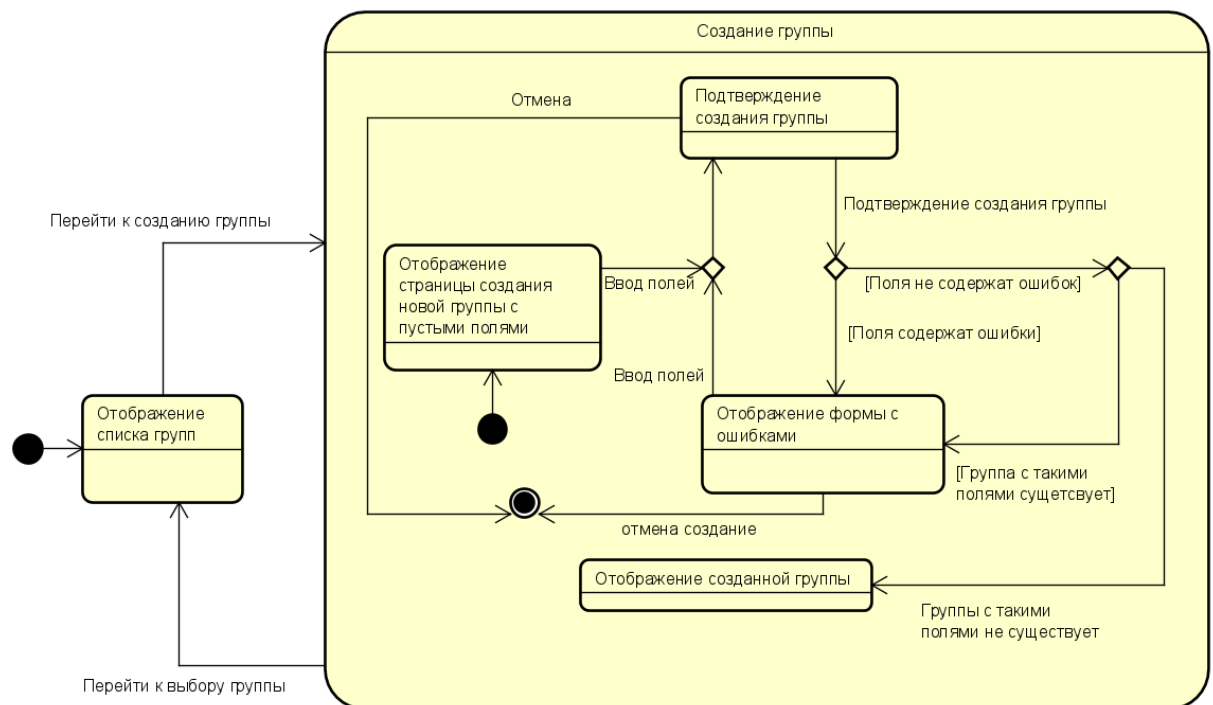 Создание группы
Отмена
Подтверждение
создания группы
Перейти к созданию группы
Подтверждение создания группы
Отображение
страницы создания
новой группы с
пустыми полями
Ввод полей
[Поля не содержат ошибок]
[Поля содержат ошибки]
Ввод полей
Отображение
списка групп
Отображение формы с
ошибками
[Группа с такими
полями сущетсвует]
отмена создание
Отображение созданной группы
Группы с такими
полями не существует
Перейти к выбору группы